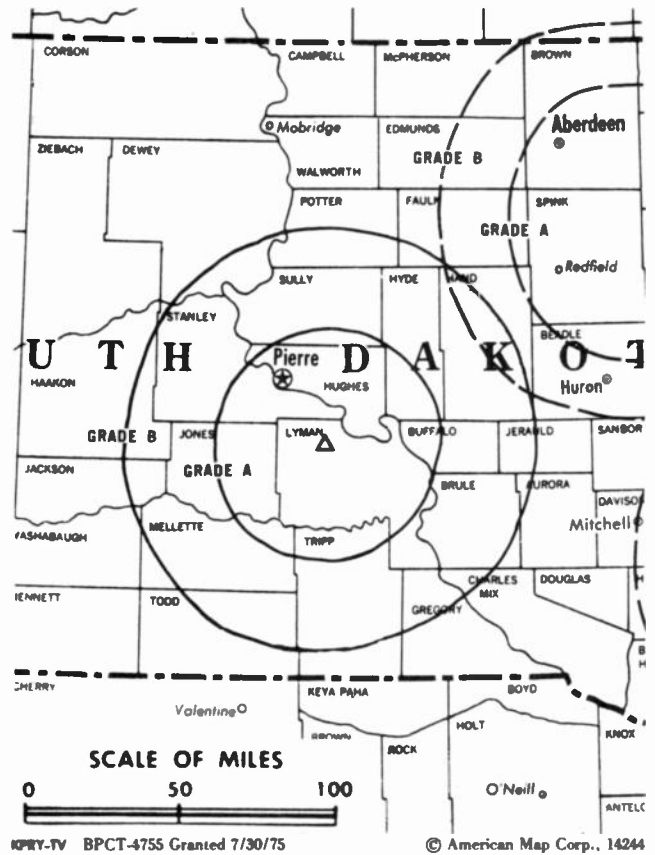 CORSON CAMPBELL McPHERSON BROWN
Mobridge EDMUNDS Aberdeen
ZIEBACH DEWEY GRADE B
WALWORTH
POTTER FAULK SPINK
GRADE A
Redfield
SULLY HYDE HAND
STANLEY BEADLE
U T H D A K O T
Pierre
HAAKON HUGHES Huron
GRADE B JONES LYMAN BUFFALO JERAULD SANBOR
JACKSON GRADE A
BRULE AURORA
DAVISON
MELLETTE Mitchell
WASHABAUGH TRIPP
CHARLES DOUGLAS H
BENNETT TODD MIX
GREGORY
B
H
CHERRY KEYA PAHA BOYD
Valentine
HOLT KNOX
BROWN
ROCK
SCALE OF MILES
O'Neill
0 50 100
ANTELO
KPRY-TV BPCT-4755 Granted 7/30/75 © American Map Corp., 14244